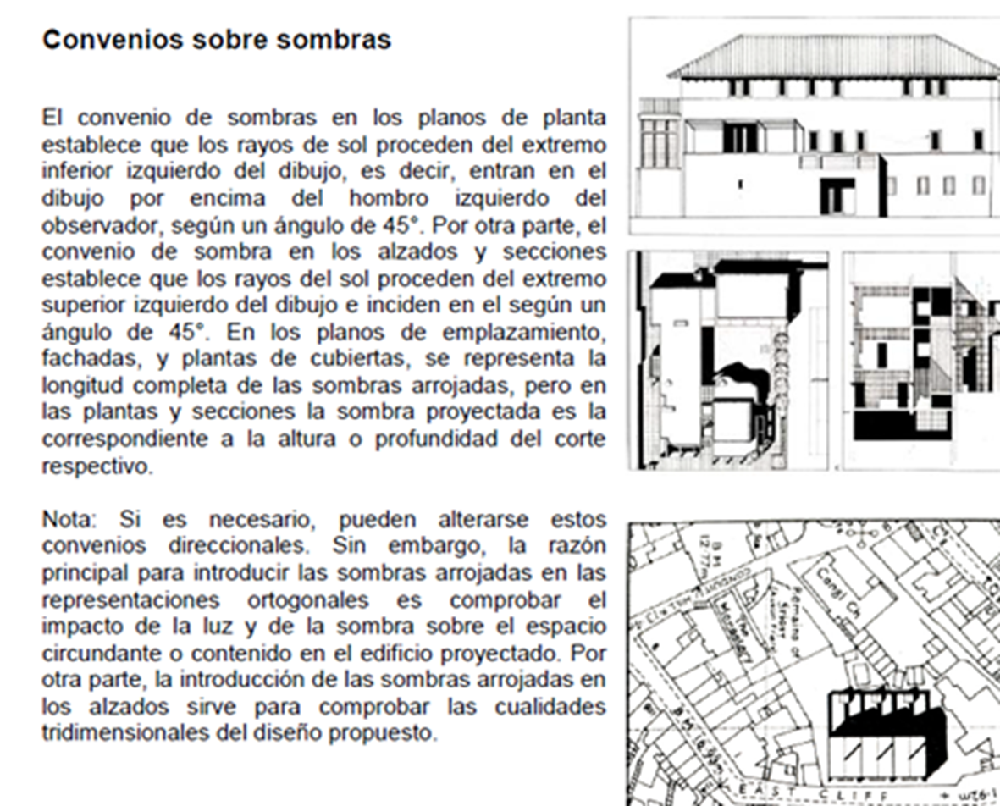 Convenios sobre sombras
El convenio de sombras en los planos de planta
establece que los rayos de sol proceden del extremo
inferior izquierdo del dibujo, es decir, entran en el
dibujo por encima del hombro izquierdo del
observador, según un ángulo de 45°. Por otra parte, el
convenio de sombra en los alzados y secciones
establece que los rayos del sol proceden del extremo
superior izquierdo del dibujo e inciden en el según un
ángulo de 45°. En los planos de emplazamiento,
fachadas, y plantas de cubiertas, se representa la
longitud completa de las sombras arrojadas, pero en
las plantas y secciones la sombra proyectada es la
correspondiente a la altura o profundidad del corte
respectivo.
Nota: Si es necesario, pueden alterarse estos
convenios direccionales. Sin embargo, la razón
principal para introducir las sombras arrojadas en las
representaciones ortogonales es comprobar el
impacto de la luz y de la sombra sobre el espacio
circundante o contenido en el edificio proyectado. Por
otra parte, la introducción de las sombras arrojadas en
los alzados sirve para comprobar las cualidades
tridimensionales del diseño propuesto.
BM
12.77m
CONDUIT
Congl Ch
The
Remains of
EAST CLIFF